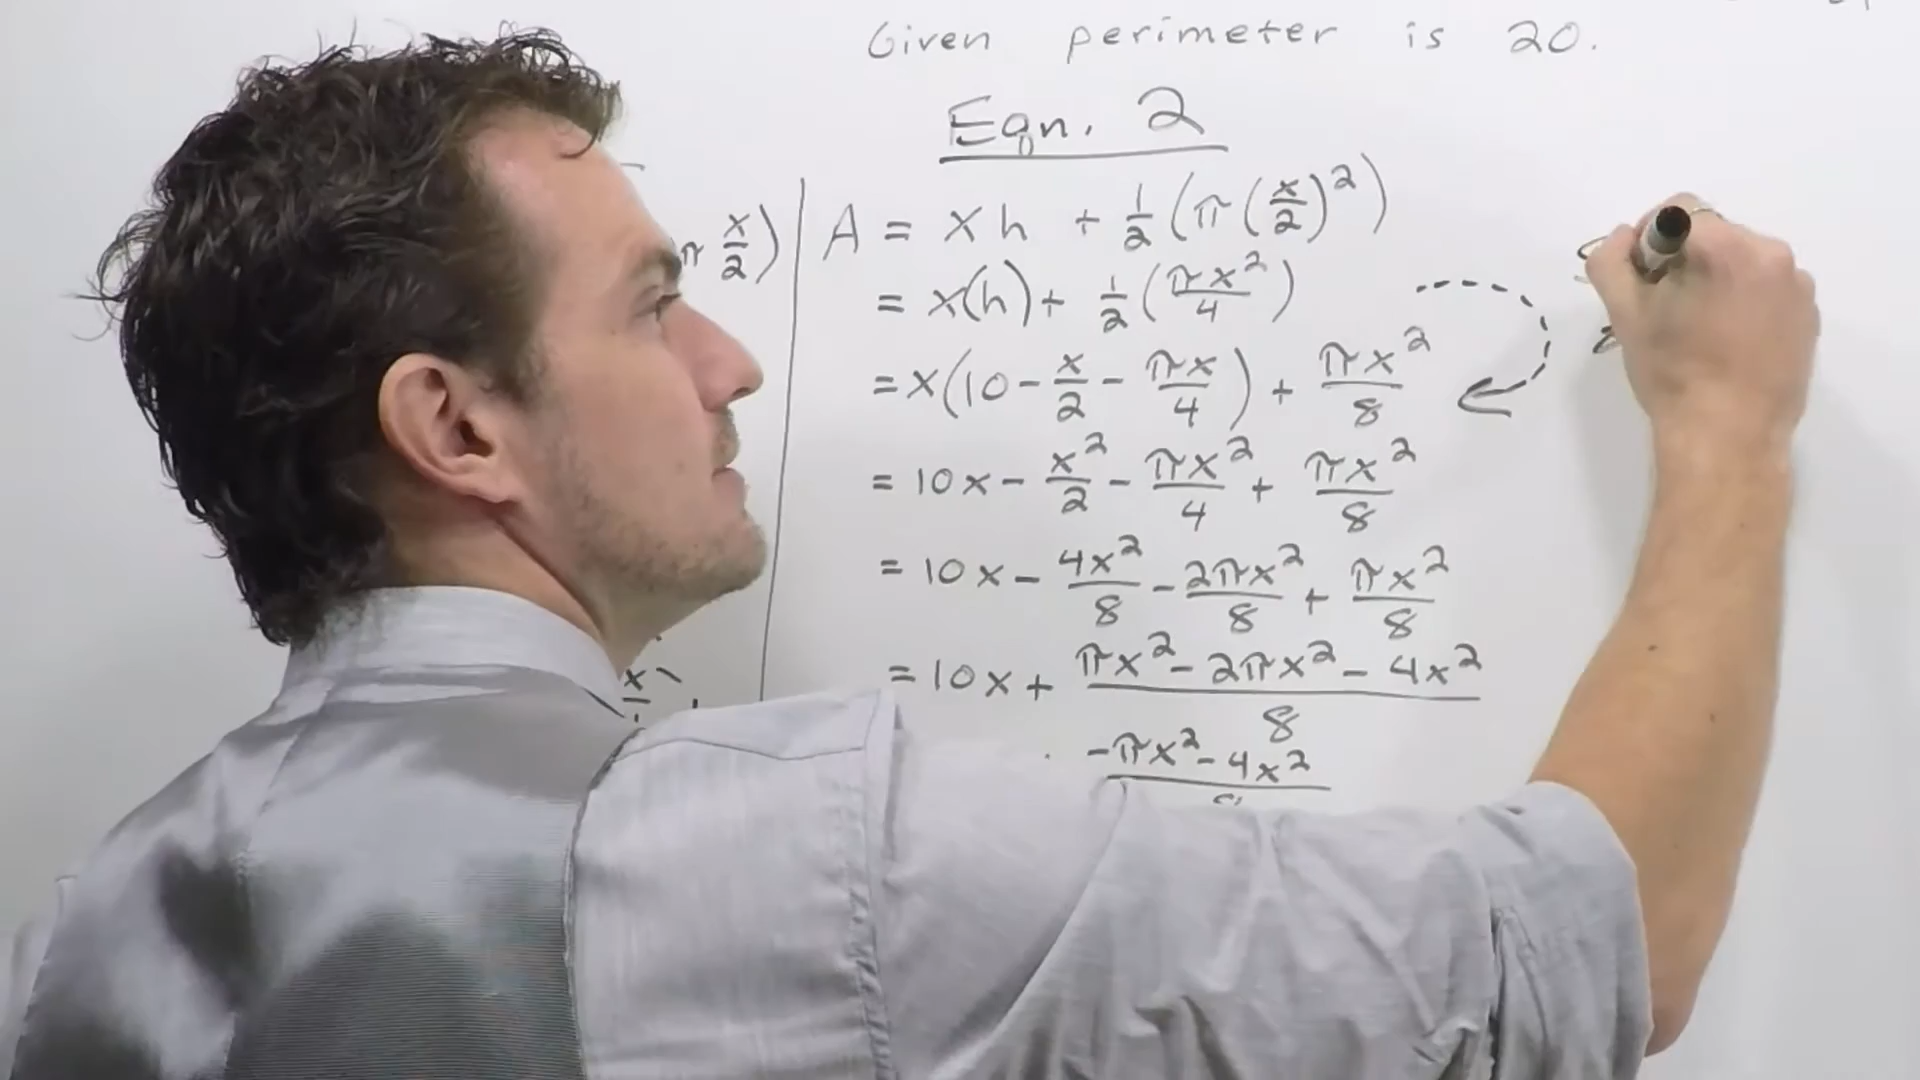 Given perimeter is 20.
Eqn. 2
π x/2)
A = xh + 1/2 (π (x/2)^2)
= x(h) + 1/2 (πx^2/4)
= x(10 - x/2 - πx/4) + πx^2/8
= 10x - x^2/2 - πx^2/4 + πx^2/8
= 10x - 4x^2/8 - 2πx^2/8 + πx^2/8
= 10x + (πx^2 - 2πx^2 - 4x^2)/8
-πx^2 - 4x^2